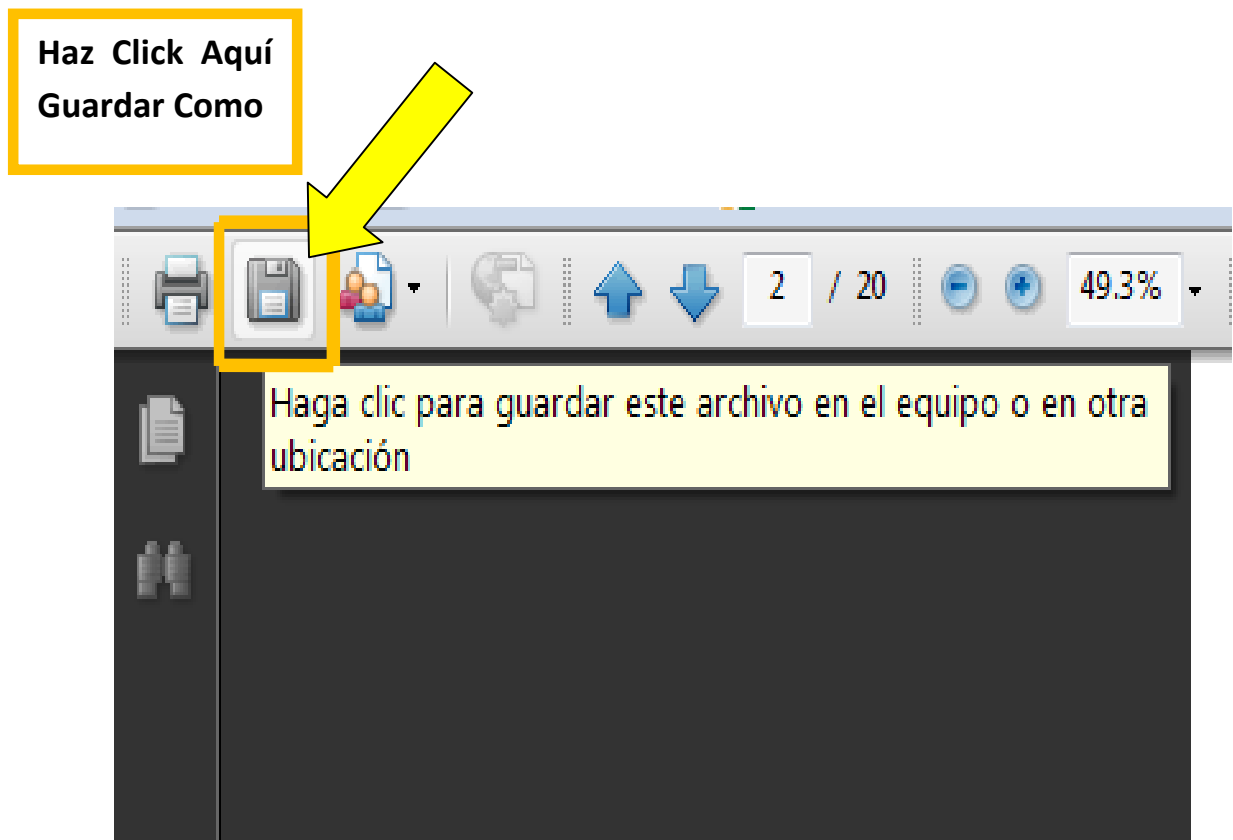 Haz Click Aquí
Guardar Como
2 / 20 49.3%
Haga clic para guardar este archivo en el equipo o en otra
ubicación